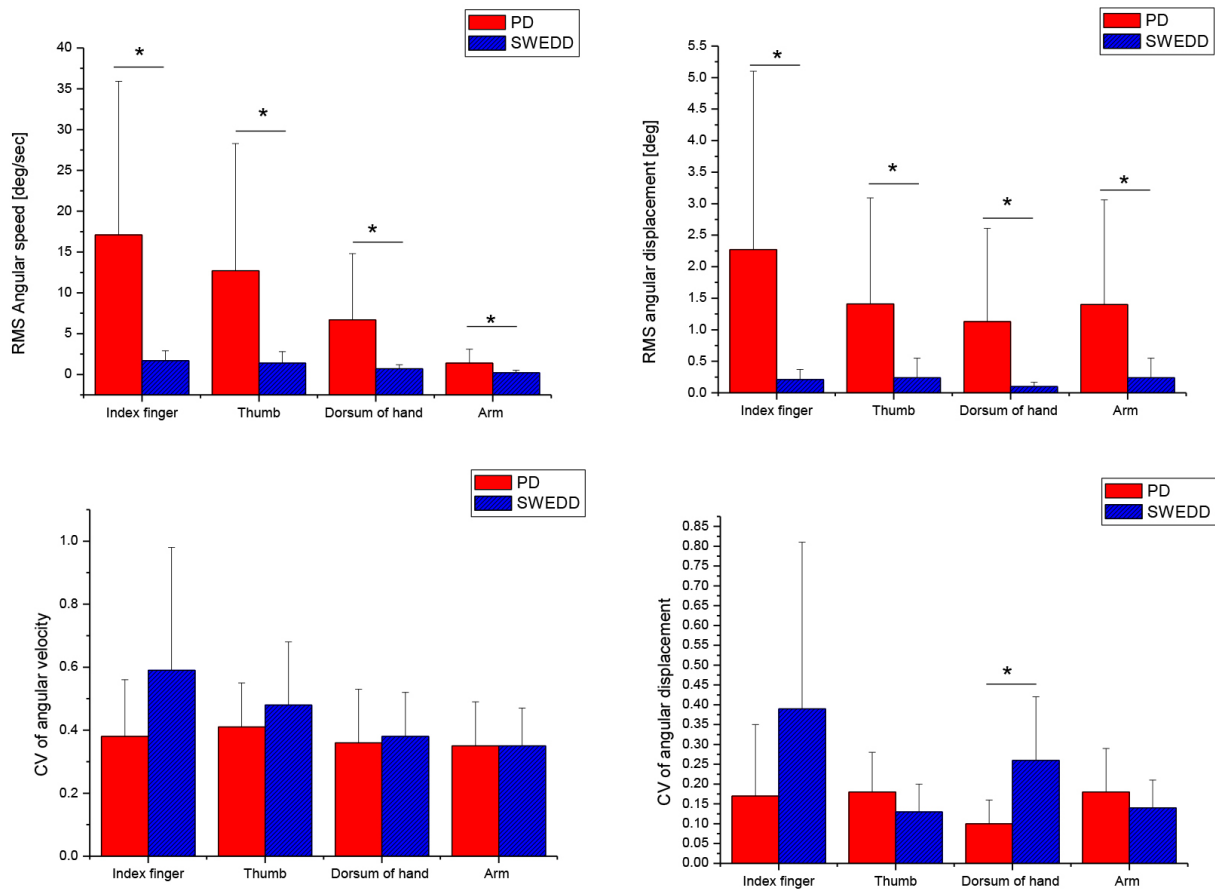 PD
SWEDD
40
35
30
25
20
15
10
5
0
RMS Angular speed [deg/sec]
*
*
*
*
Index finger
Thumb
Dorsum of hand
Arm
PD
SWEDD
5.5
5.0
4.5
4.0
3.5
3.0
2.5
2.0
1.5
1.0
0.5
0.0
RMS angular displacement [deg]
*
*
*
*
Index finger
Thumb
Dorsum of hand
Arm
PD
SWEDD
1.0
0.8
0.6
0.4
0.2
0.0
CV of angular velocity
Index finger
Thumb
Dorsum of hand
Arm
PD
SWEDD
0.85
0.80
0.75
0.70
0.65
0.60
0.55
0.50
0.45
0.40
0.35
0.30
0.25
0.20
0.15
0.10
0.05
0.00
CV of angular displacement
*
Index finger
Thumb
Dorsum of hand
Arm